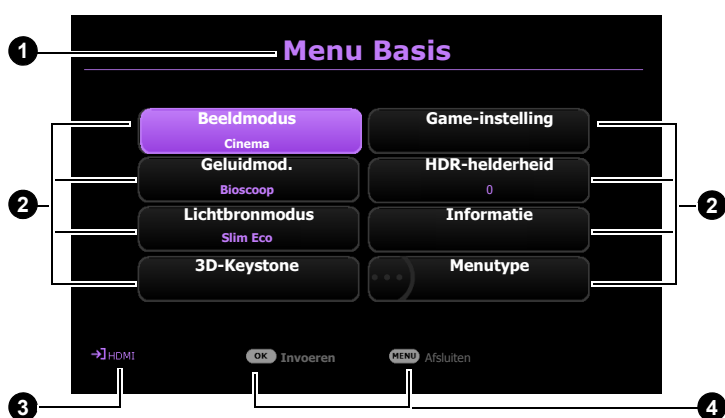 1
Menu Basis
Beeldmodus
Cinema
Game-instelling
Geluidmod.
Bioscoop
HDR-helderheid
0
2
2
Lichtbronmodus
Slim Eco
Informatie
3D-Keystone
Menutype
HDMI
OK Invoeren
MENU Afsluiten
3
4